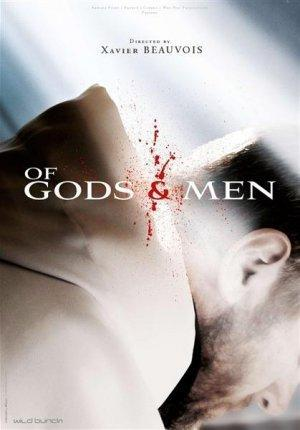 DIRECTED BY
XAVIER BEAUVOIS
OF
GODS & MEN
wild bunch